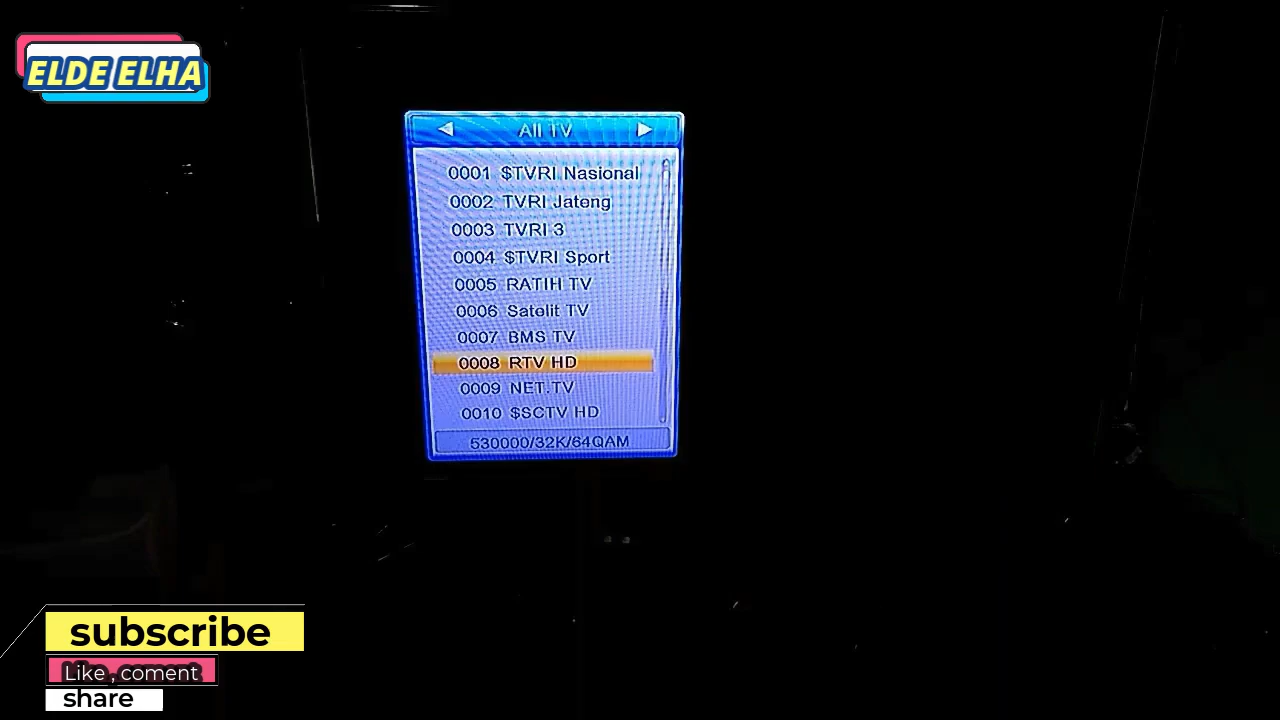 ELDE ELHA
All TV
0001 $TVRI Nasional
0002 TVRI Jateng
0003 TVRI 3
0004 $TVRI Sport
0005 RATIH TV
0006 Satelit TV
0007 BMS TV
0008 RTV HD
0009 NET.TV
0010 $SCTV HD
530000/32K/64QAM
subscribe
Like , coment
share